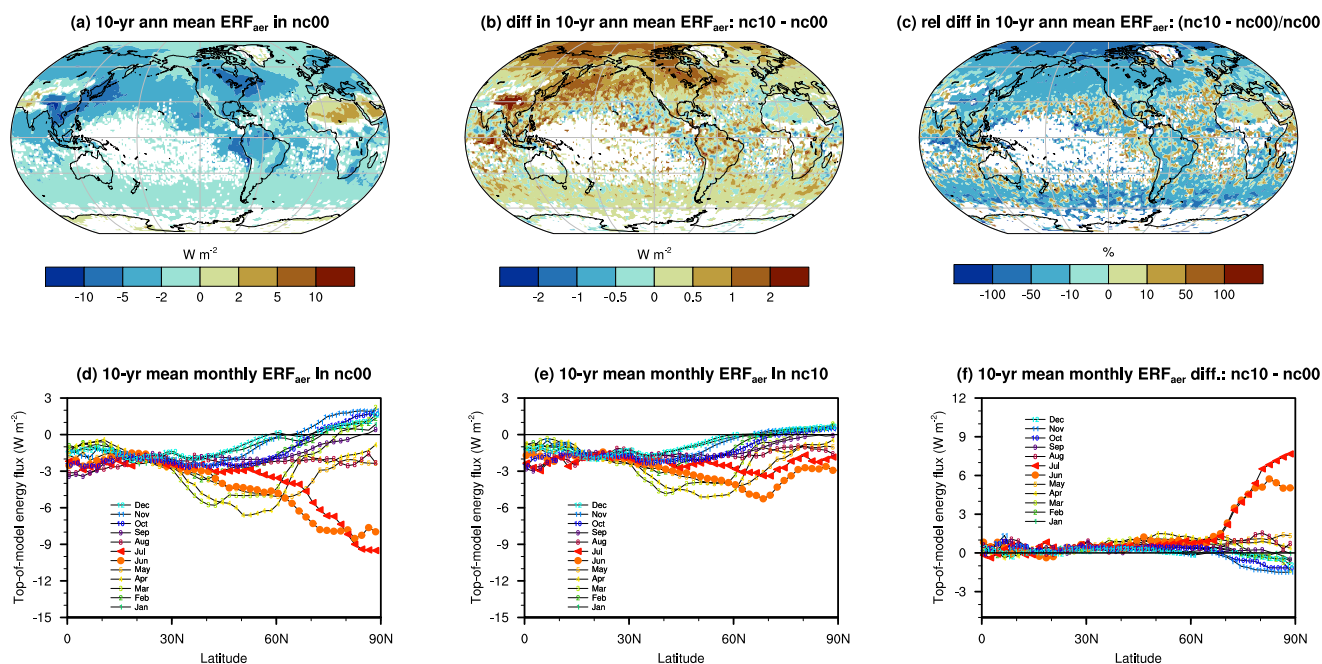 (a) 10-yr ann mean ERFaer in nc00
(b) diff in 10-yr ann mean ERFaer: nc10 - nc00
(c) rel diff in 10-yr ann mean ERFaer: (nc10 - nc00)/nc00
W m-2
-10 -5 -2 0 2 5 10
W m-2
-2 -1 -0.5 0 0.5 1 2
%
-100 -50 -10 0 10 50 100
(d) 10-yr mean monthly ERFaer In nc00
Top-of-model energy flux (W m-2)
3
0
-3
-6
-9
-12
-15
Dec
Nov
Oct
Sep
Aug
Jul
Jun
May
Apr
Mar
Feb
Jan
0 30N 60N 90N
Latitude
(e) 10-yr mean monthly ERFaer In nc10
Top-of-model energy flux (W m-2)
3
0
-3
-6
-9
-12
-15
Dec
Nov
Oct
Sep
Aug
Jul
Jun
May
Apr
Mar
Feb
Jan
0 30N 60N 90N
Latitude
(f) 10-yr mean monthly ERFaer diff.: nc10 - nc00
Top-of-model energy flux (W m-2)
12
9
6
3
0
-3
Dec
Nov
Oct
Sep
Aug
Jul
Jun
May
Apr
Mar
Feb
Jan
0 30N 60N 90N
Latitude